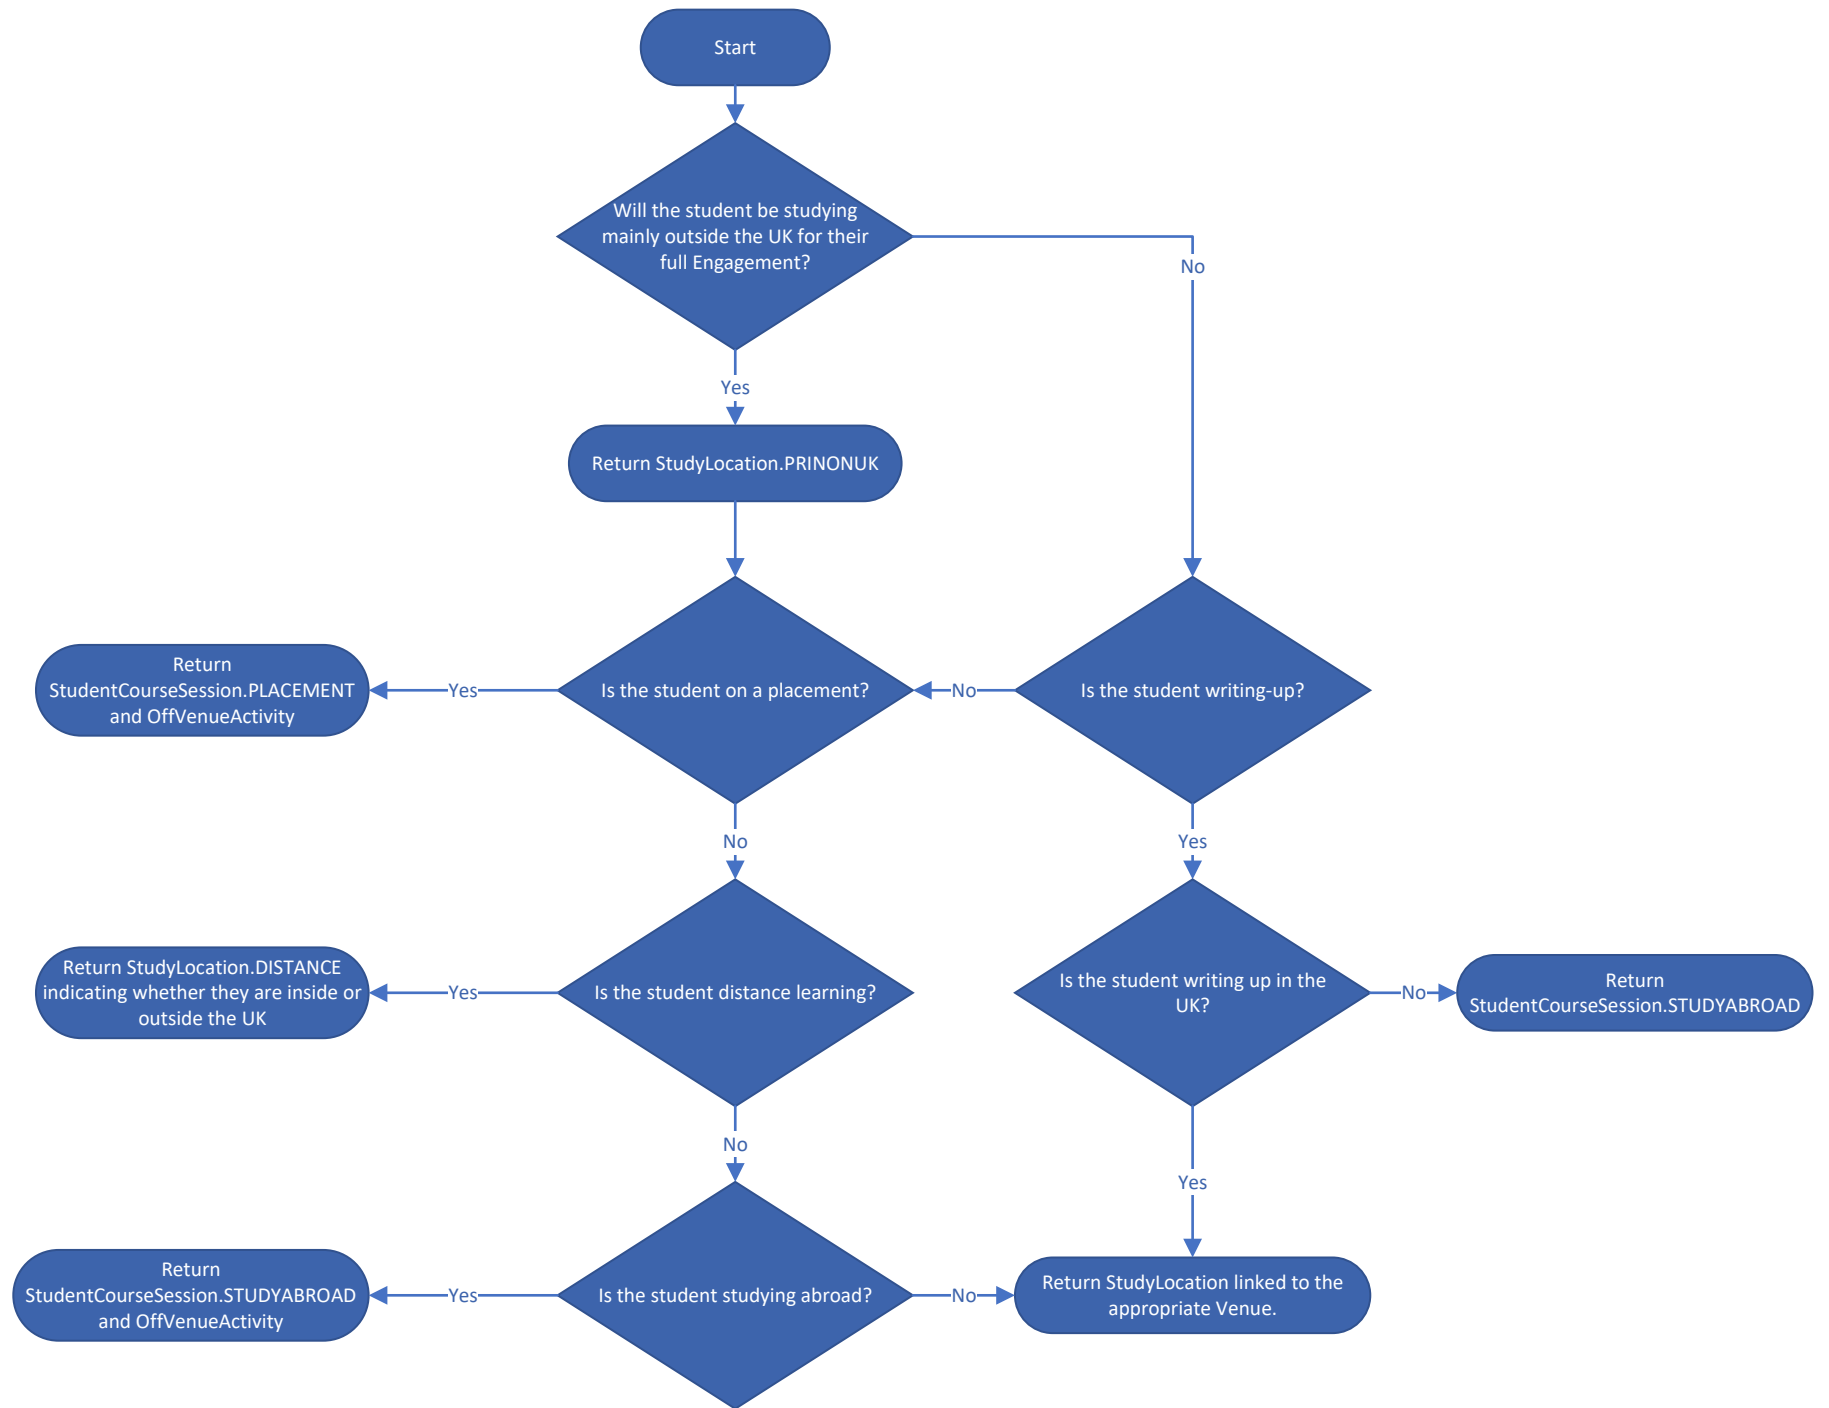 Start
Will the student be studying
mainly outside the UK for their
full Engagement?
No
Yes
Return StudyLocation.PRINONUK
Return
StudentCourseSession.PLACEMENT
and OffVenueActivity
Yes
Is the student on a placement?
No
Is the student writing-up?
No
Yes
Return StudyLocation.DISTANCE
indicating whether they are inside or
outside the UK
Yes
Is the student distance learning?
Is the student writing up in the
UK?
No
Return
StudentCourseSession.STUDYABROAD
No
Yes
Return
StudentCourseSession.STUDYABROAD
and OffVenueActivity
Yes
Is the student studying abroad?
No
Return StudyLocation linked to the
appropriate Venue.